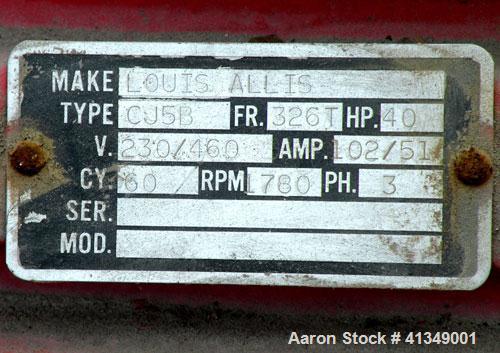 MAKE LOUIS ALLIS
TYPE CJ5B FR. 326T HP. 40
V. 230/460 AMP. 102/51
CY. 60 / RPM 1780 PH. 3
SER.
MOD.
Aaron Stock # 41349001